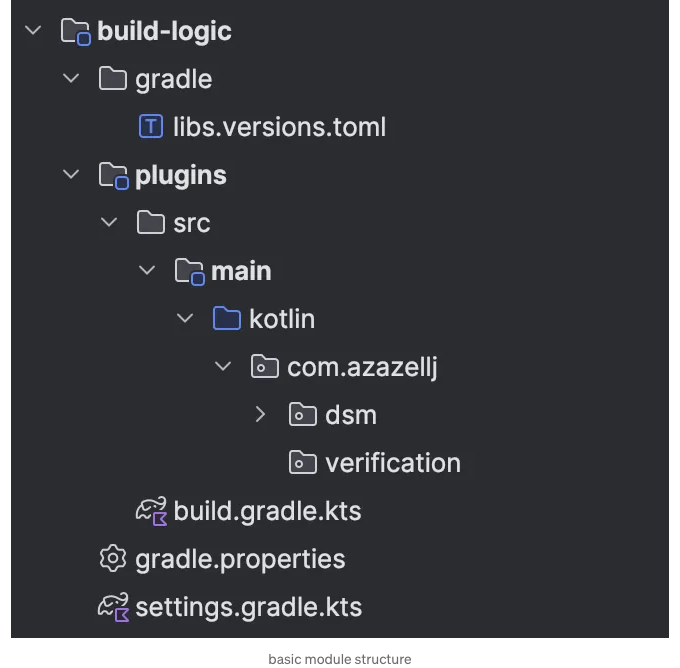 build-logic
gradle
libs.versions.toml
plugins
src
main
kotlin
com.azazellj
dsm
verification
build.gradle.kts
gradle.properties
settings.gradle.kts
basic module structure